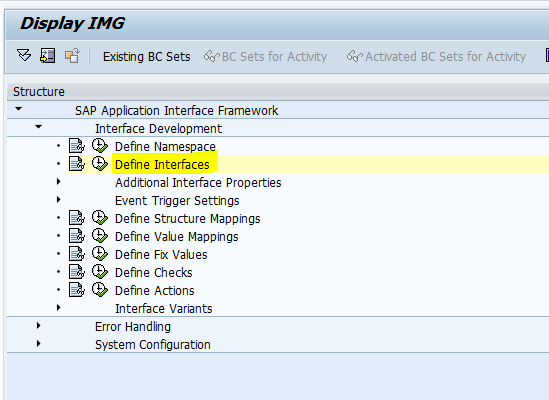 Display IMG
Existing BC Sets BC Sets for Activity Activated BC Sets for Activity
Structure
SAP Application Interface Framework
Interface Development
Define Namespace
Define Interfaces
Additional Interface Properties
Event Trigger Settings
Define Structure Mappings
Define Value Mappings
Define Fix Values
Define Checks
Define Actions
Interface Variants
Error Handling
System Configuration